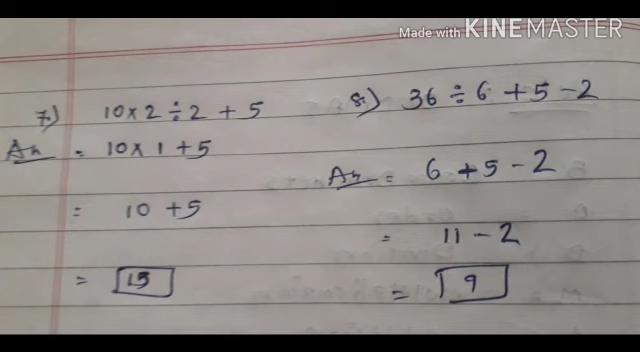 Made with KINEMASTER
7.) 10 x 2 ÷ 2 + 5
An = 10 x 1 + 5
= 10 + 5
= 15
8.) 36 ÷ 6 + 5 - 2
An = 6 + 5 - 2
= 11 - 2
= 9